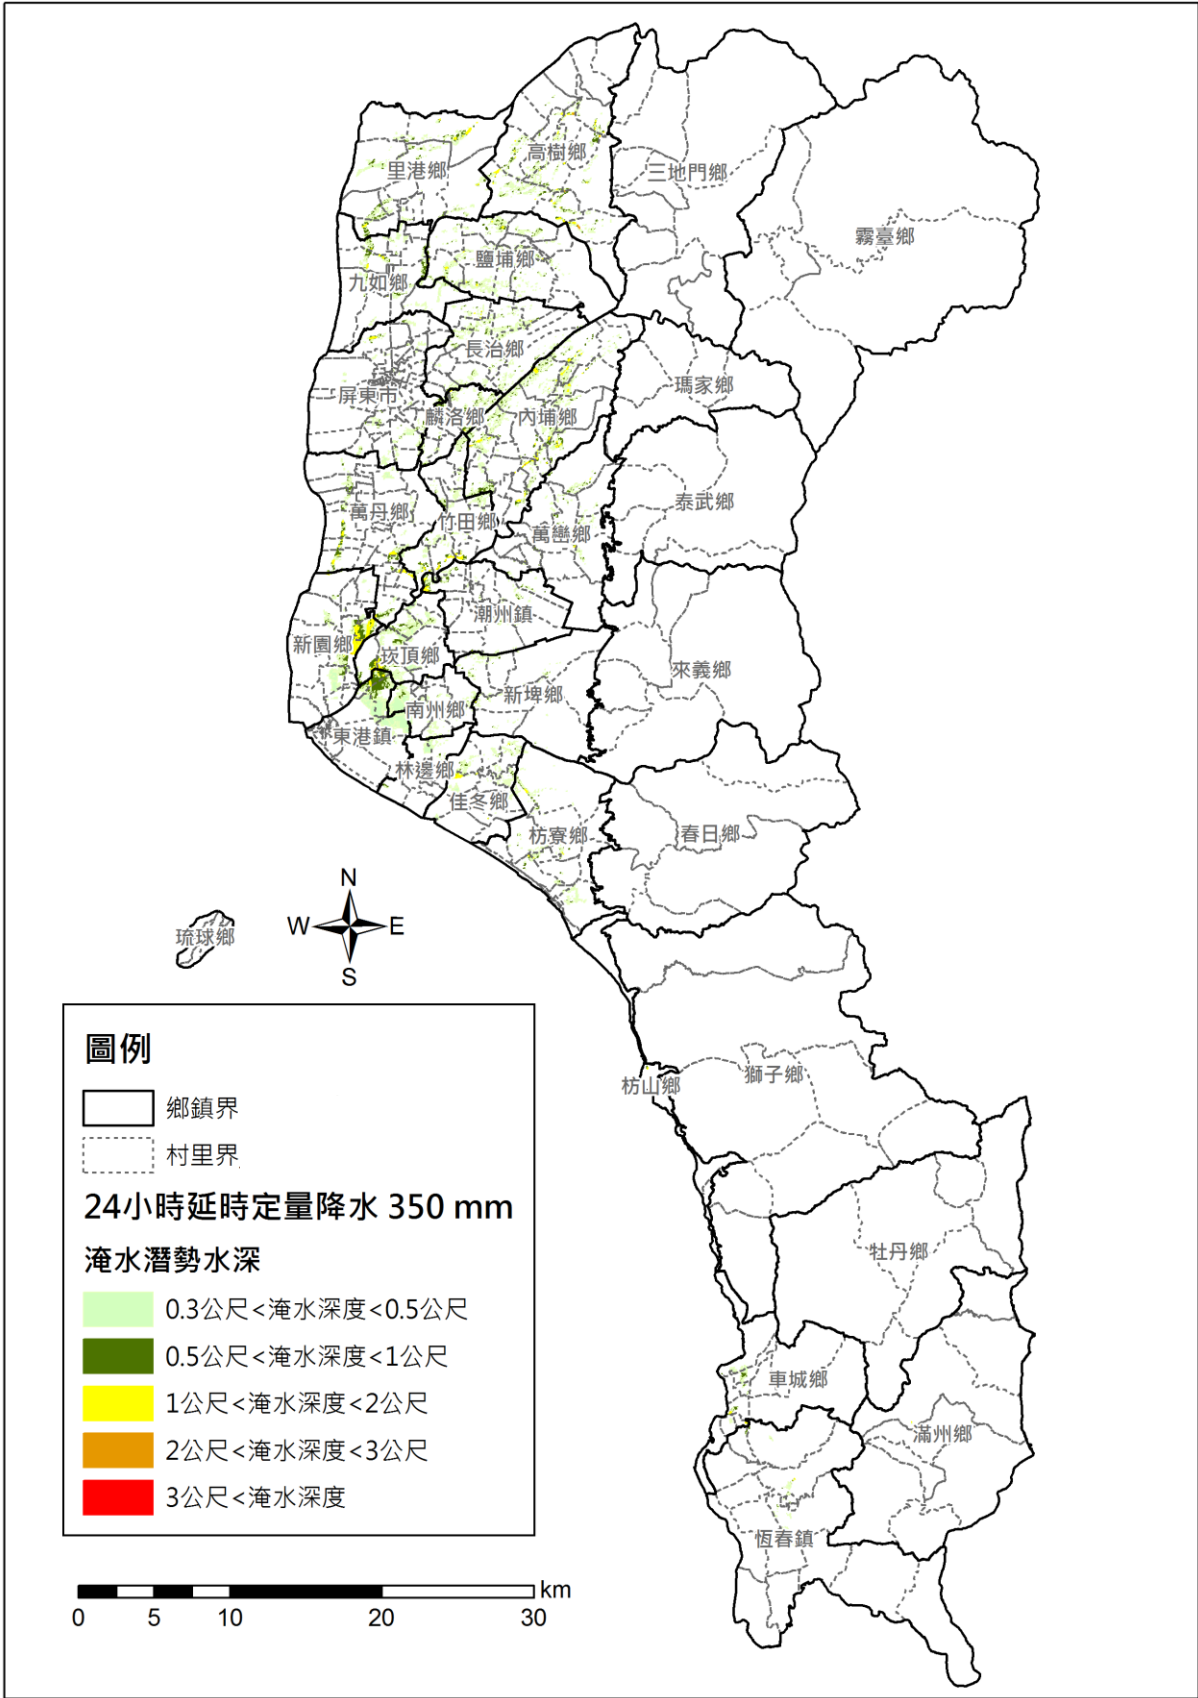 高樹鄉
三地門鄉
里港鄉
霧臺鄉
鹽埔鄉
九如鄉
長治鄉
瑪家鄉
屏東市
麟洛鄉
內埔鄉
泰武鄉
萬丹鄉
竹田鄉
萬巒鄉
潮州鎮
新園鄉
崁頂鄉
來義鄉
新埤鄉
南州鄉
東港鎮
林邊鄉
佳冬鄉
枋寮鄉
春日鄉
N
W
E
S
琉球鄉
枋山鄉
獅子鄉
牡丹鄉
車城鄉
滿州鄉
恆春鎮
圖例
鄉鎮界
村里界
24小時延時定量降水 350 mm
淹水潛勢水深
0.3公尺<淹水深度<0.5公尺
0.5公尺<淹水深度<1公尺
1公尺<淹水深度<2公尺
2公尺<淹水深度<3公尺
3公尺<淹水深度
km
0 5 10 20 30